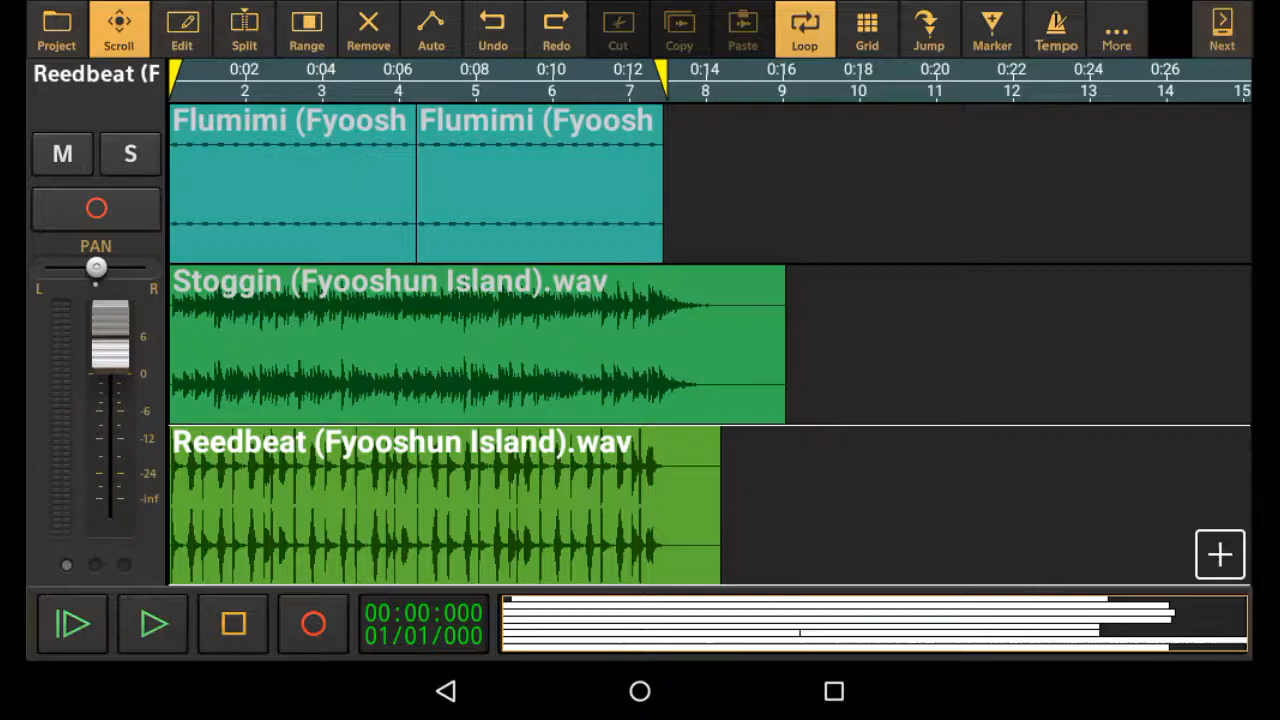 Project Scroll Edit Split Range Remove Auto Undo Redo Cut Copy Paste Loop Grid Jump Marker Tempo More Next
Reedbeat (F
0:02 0:04 0:06 0:08 0:10 0:12 0:14 0:16 0:18 0:20 0:22 0:24 0:26
2 3 4 5 6 7 8 9 10 11 12 13 14 15
Flumimi (Fyoosh Flumimi (Fyoosh
M S
PAN
L R
6
0
-6
-12
-24
-inf
Stoggin (Fyooshun Island).wav
Reedbeat (Fyooshun Island).wav
00:00:000
01/01/000